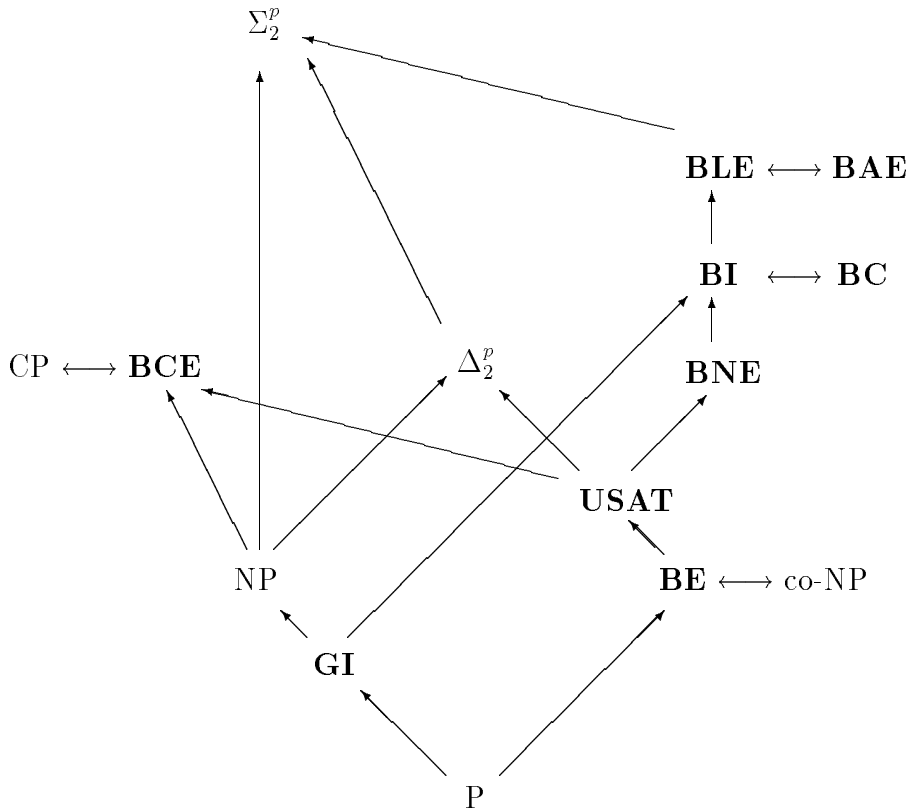 Σ₂ᵖ
BLE BAE
BI BC
CP BCE Δ₂ᵖ BNE
USAT
NP BE co-NP
GI
P